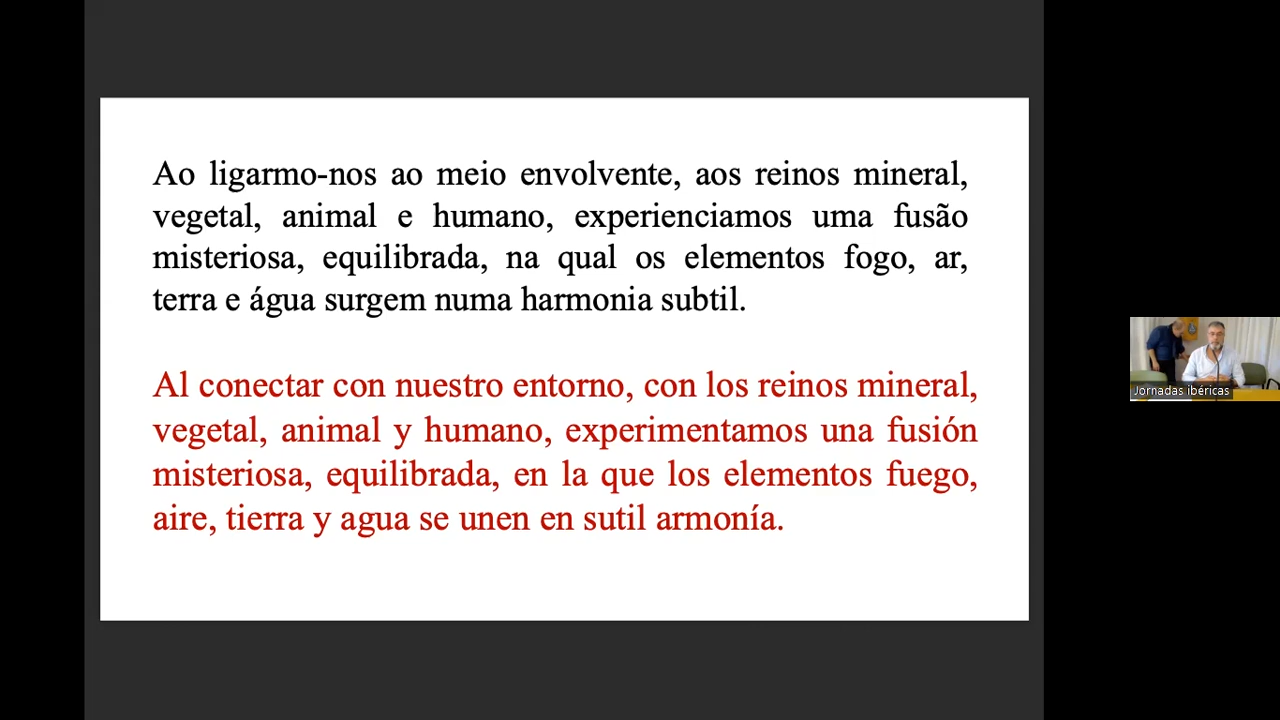 Ao ligarmo-nos ao meio envolvente, aos reinos mineral,
vegetal, animal e humano, experienciamos uma fusão
misteriosa, equilibrada, na qual os elementos fogo, ar,
terra e água surgem numa harmonia subtil.
Al conectar con nuestro entorno, con los reinos mineral,
vegetal, animal y humano, experimentamos una fusión
misteriosa, equilibrada, en la que los elementos fuego,
aire, tierra y agua se unen en sutil armonía.
Jornadas ibéricas